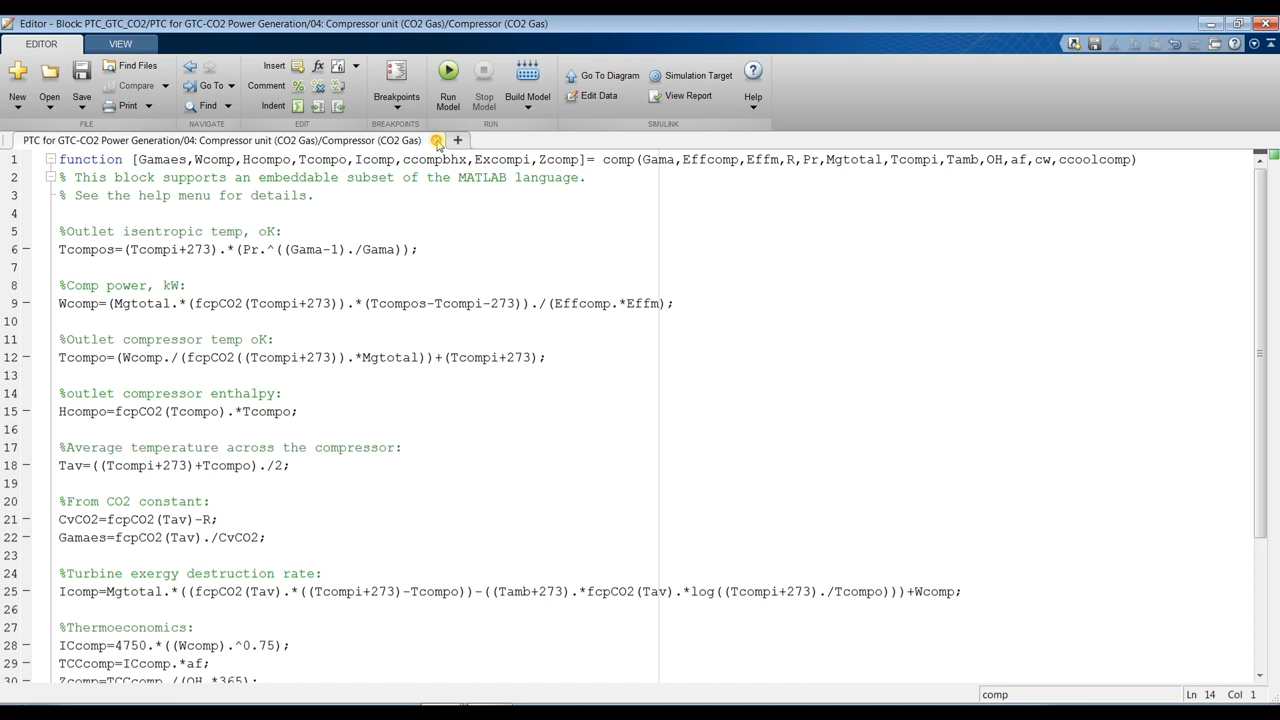 Editor - Block: PTC_GTC_CO2/PTC for GTC-CO2 Power Generation/04: Compressor unit (CO2 Gas)/Compressor (CO2 Gas)
EDITOR VIEW
New Open Save Find Files Compare Print
Go To Find
Insert Comment Indent
Breakpoints
Run Model Stop Model Build Model
Go To Diagram Simulation Target
Edit Data View Report
Help
FILE NAVIGATE EDIT BREAKPOINTS RUN SIMULINK
PTC for GTC-CO2 Power Generation/04: Compressor unit (CO2 Gas)/Compressor (CO2 Gas)
1 function [Gamaes,Wcomp,Hcompo,Tcompo,Icomp,ccompbhx,Excompi,Zcomp]= comp(Gama,Effcomp,Effm,R,Pr,Mgtotal,Tcompi,Tamb,OH,af,cw,ccoolcomp)
2 % This block supports an embeddable subset of the MATLAB language.
3 % See the help menu for details.
4
5 %Outlet isentropic temp, oK:
6 Tcompos=(Tcompi+273).*(Pr.^((Gama-1)./Gama));
7
8 %Comp power, kW:
9 Wcomp=(Mgtotal.*(fcpCO2(Tcompi+273)).*(Tcompos-Tcompi-273))./(Effcomp.*Effm);
10
11 %Outlet compressor temp oK:
12 Tcompo=(Wcomp./(fcpCO2((Tcompi+273)).*Mgtotal))+(Tcompi+273);
13
14 %outlet compressor enthalpy:
15 Hcompo=fcpCO2(Tcompo).*Tcompo;
16
17 %Average temperature across the compressor:
18 Tav=((Tcompi+273)+Tcompo)./2;
19
20 %From CO2 constant:
21 CvCO2=fcpCO2(Tav)-R;
22 Gamaes=fcpCO2(Tav)./CvCO2;
23
24 %Turbine exergy destruction rate:
25 Icomp=Mgtotal.*((fcpCO2(Tav).*((Tcompi+273)-Tcompo))-((Tamb+273).*fcpCO2(Tav).*log((Tcompi+273)./Tcompo)))+Wcomp;
26
27 %Thermoeconomics:
28 ICcomp=4750.*((Wcomp).^0.75);
29 TCCcomp=ICcomp.*af;
30 Zcomp=TCCcomp./(OH.*365);
comp Ln 14 Col 1